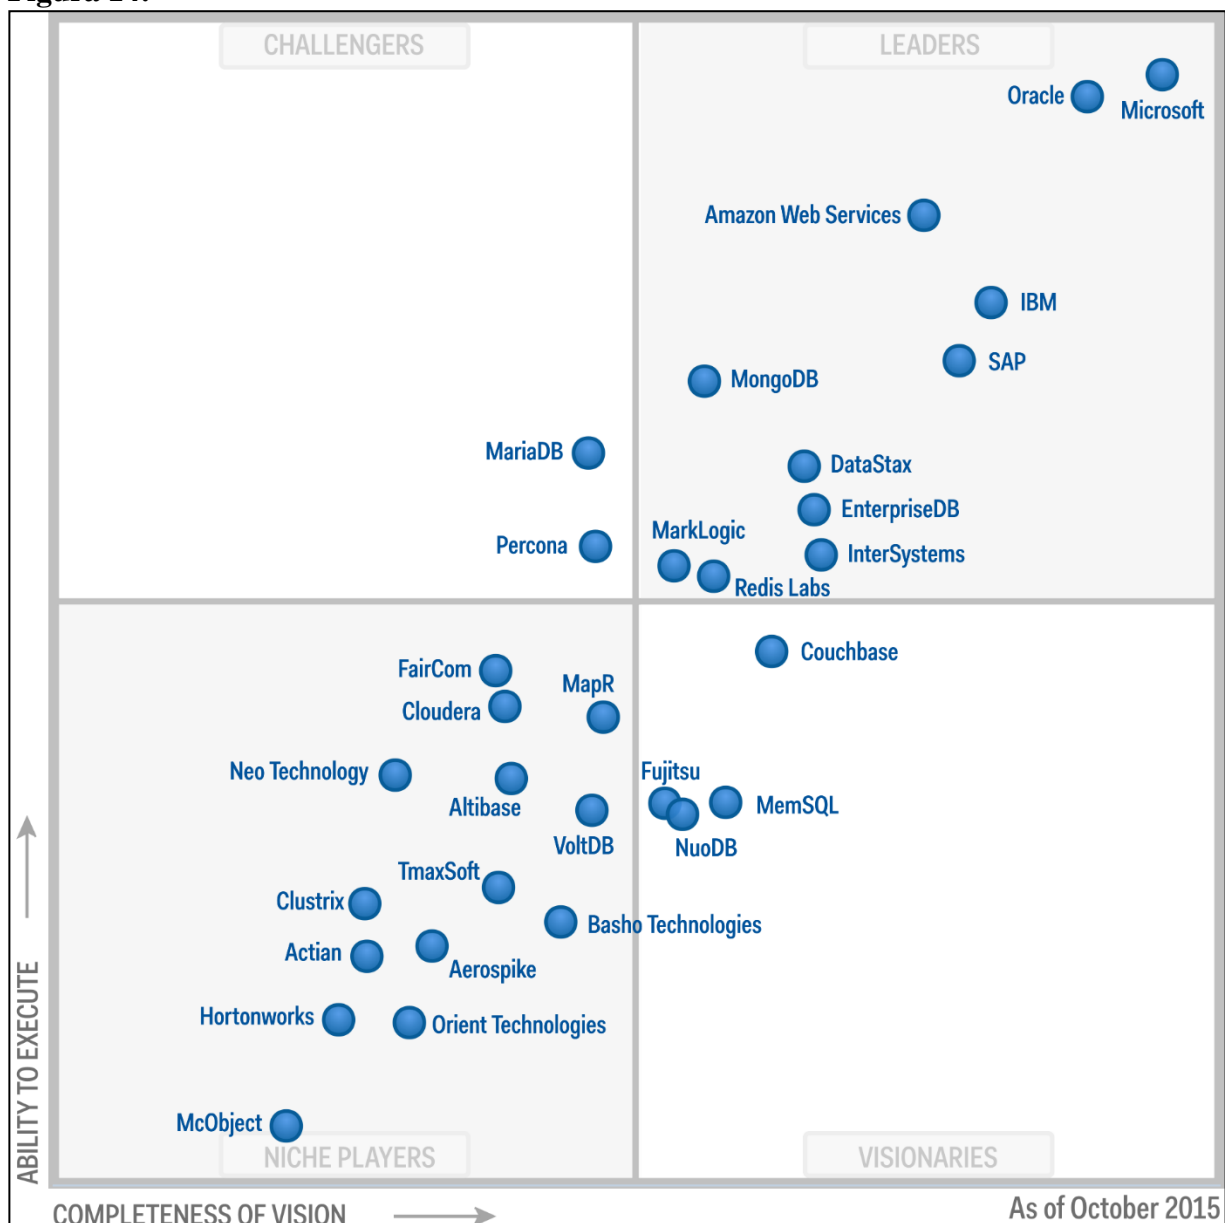 CHALLENGERS
LEADERS
Oracle
Microsoft
Amazon Web Services
IBM
SAP
MongoDB
MariaDB
DataStax
EnterpriseDB
MarkLogic
Percona
InterSystems
Redis Labs
Couchbase
FairCom
MapR
Cloudera
Neo Technology
Fujitsu
Altibase
MemSQL
VoltDB
NuoDB
TmaxSoft
Clustrix
Basho Technologies
Actian
Aerospike
Hortonworks
Orient Technologies
McObject
NICHE PLAYERS
VISIONARIES
ABILITY TO EXECUTE
COMPLETENESS OF VISION
As of October 2015